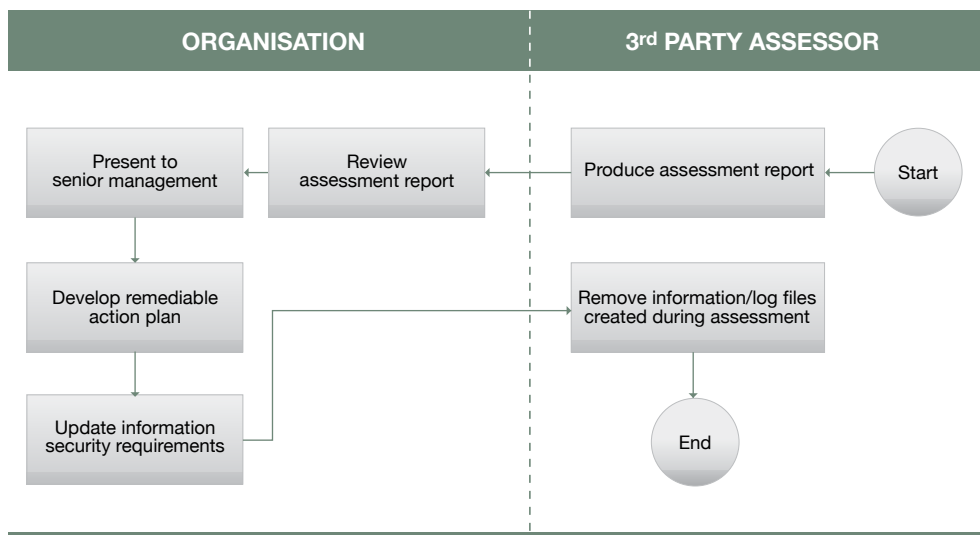 ORGANISATION
3rd PARTY ASSESSOR
Present to
senior management
Review
assessment report
Produce assessment report
Start
Develop remediable
action plan
Remove information/log files
created during assessment
Update information
security requirements
End